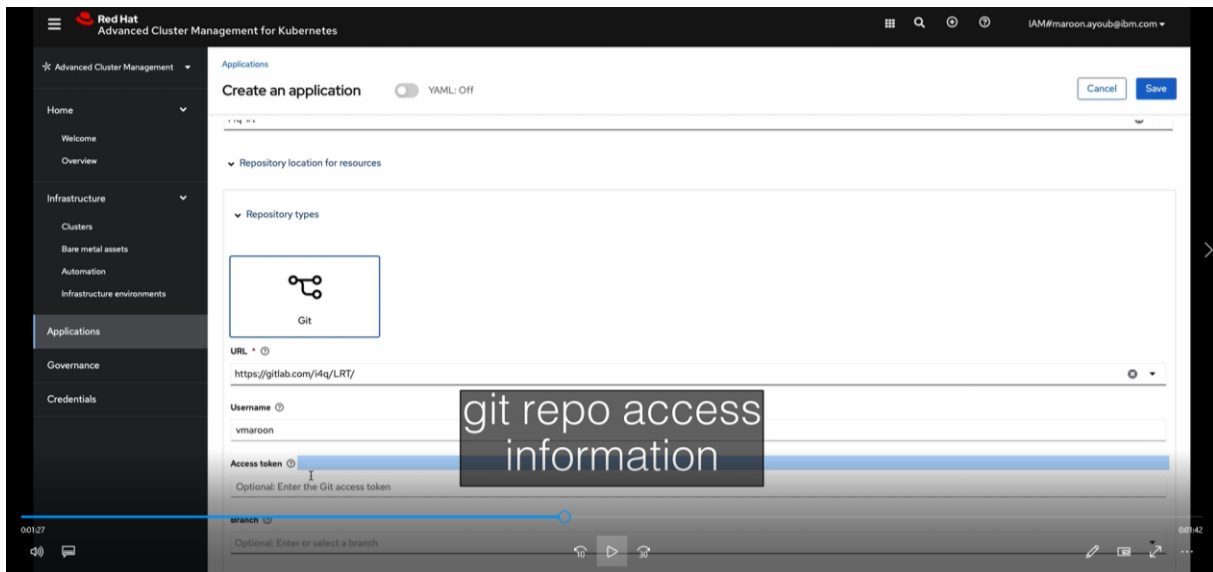 Red Hat
Advanced Cluster Management for Kubernetes
IAM#maroon.ayoub@ibm.com
Advanced Cluster Management
Home
Welcome
Overview
Infrastructure
Clusters
Bare metal assets
Automation
Infrastructure environments
Applications
Governance
Credentials
Applications
Create an application
YAML: Off
Cancel
Save
Repository location for resources
Repository types
Git
URL *
https://gitlab.com/i4q/LRT/
Username
vmaroon
Access token
Optional: Enter the Git access token
Branch
Optional: Enter or select a branch
git repo access
information
0:01:27
0:01:42
10
30